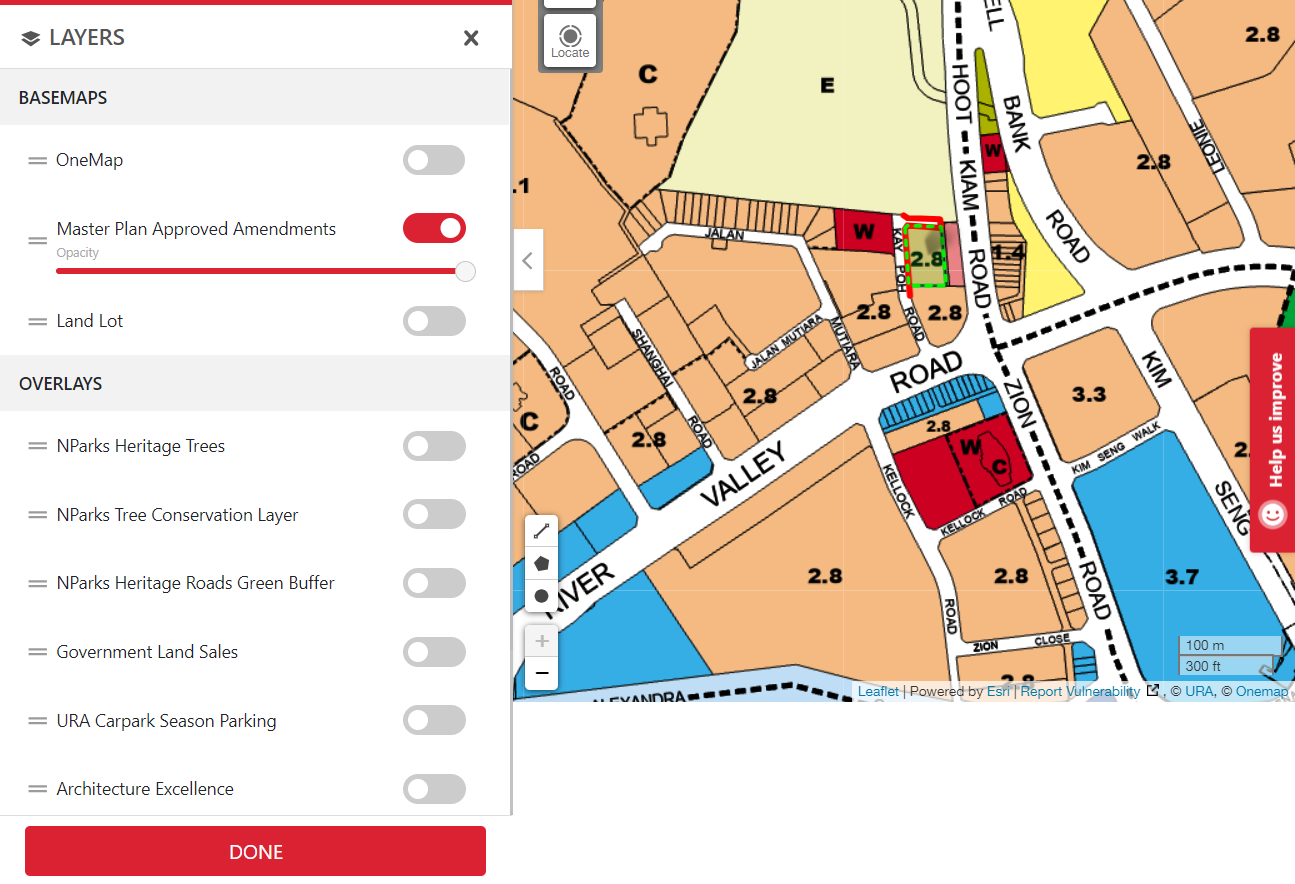 LAYERS
BASEMAPS
OneMap
Master Plan Approved Amendments
Opacity
Land Lot
OVERLAYS
NParks Heritage Trees
NParks Tree Conservation Layer
NParks Heritage Roads Green Buffer
Government Land Sales
URA Carpark Season Parking
Architecture Excellence
DONE
Locate
C
E
HOOT
KIAM
ROAD
ELL
BANK
ROAD
2.8
LEONIE
2.8
W
.1
JALAN
W
KAY
POH
ROAD
2.8
1.4
2.8
2.8
MUTIARA
JALAN MUTIARA
SHANGHAI
ROAD
2.8
ROAD
C
ROAD
2.8
RIVER
VALLEY
ROAD
ZION
ROAD
3.3
KIM
SENG
KIM SENG WALK
2.8
W
C
KELLOCK
ROAD
KELLOCK
ROAD
2.
2.8
2.8
3.7
ZION
CLOSE
2.8
ALEXANDRA
Help us improve
100 m
300 ft
+
−
Leaflet | Powered by Esri | Report Vulnerability , © URA, © Onemap